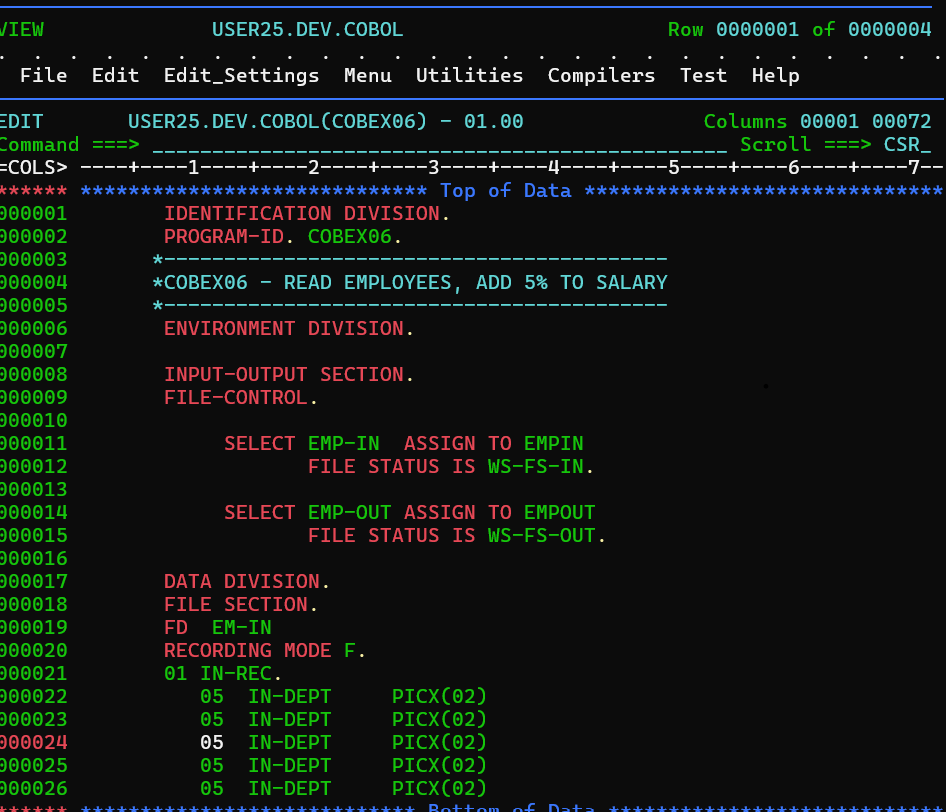 VIEW USER25.DEV.COBOL Row 0000001 of 0000004
. . . . . . . . . . . . . . . . . . . . . . . . . . .
File Edit Edit_Settings Menu Utilities Compilers Test Help
EDIT USER25.DEV.COBOL(COBEX06) - 01.00 Columns 00001 00072
Command ===> ________________________________________________ Scroll ===> CSR_
=COLS> ----+----1----+----2----+----3----+----4----+----5----+----6----+----7--
****** ***************************** Top of Data ******************************
000001 IDENTIFICATION DIVISION.
000002 PROGRAM-ID. COBEX06.
000003 *------------------------------------------
000004 *COBEX06 - READ EMPLOYEES, ADD 5% TO SALARY
000005 *------------------------------------------
000006 ENVIRONMENT DIVISION.
000007
000008 INPUT-OUTPUT SECTION.
000009 FILE-CONTROL.
000010
000011 SELECT EMP-IN ASSIGN TO EMPIN
000012 FILE STATUS IS WS-FS-IN.
000013
000014 SELECT EMP-OUT ASSIGN TO EMPOUT
000015 FILE STATUS IS WS-FS-OUT.
000016
000017 DATA DIVISION.
000018 FILE SECTION.
000019 FD EM-IN
000020 RECORDING MODE F.
000021 01 IN-REC.
000022 05 IN-DEPT PICX(02)
000023 05 IN-DEPT PICX(02)
000024 05 IN-DEPT PICX(02)
000025 05 IN-DEPT PICX(02)
000026 05 IN-DEPT PICX(02)
****** **************************** Bottom of Data ****************************